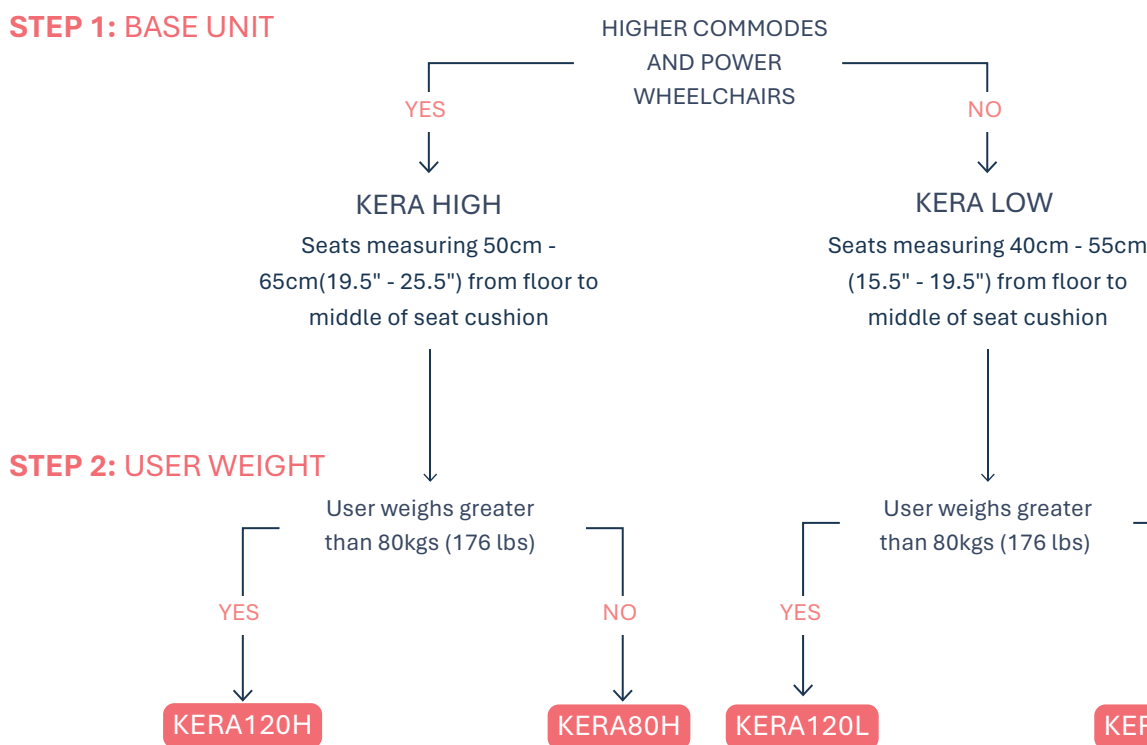 STEP 1: BASE UNIT
HIGHER COMMODES
AND POWER
WHEELCHAIRS
YES
NO
KERA HIGH
Seats measuring 50cm -
65cm(19.5" - 25.5") from floor to
middle of seat cushion
KERA LOW
Seats measuring 40cm - 55cm
(15.5" - 19.5") from floor to
middle of seat cushion
STEP 2: USER WEIGHT
User weighs greater
than 80kgs (176 lbs)
User weighs greater
than 80kgs (176 lbs)
YES
NO
YES
KERA120H
KERA80H
KERA120L